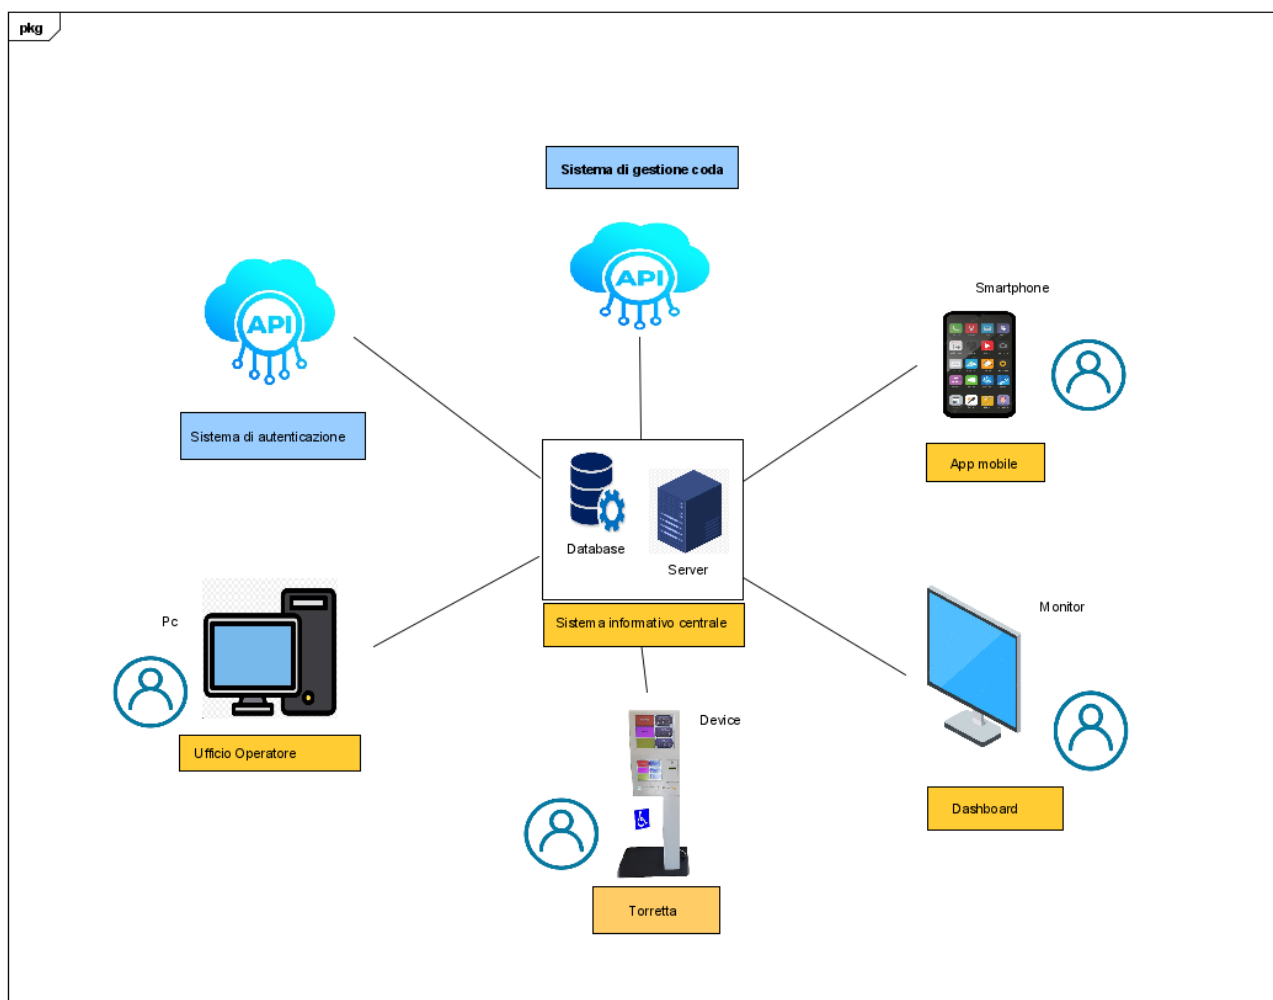 pkg
Sistema di gestione coda
API
API
Smartphone
Sistema di autenticazione
App mobile
Database
Server
Pc
Monitor
Sistema informativo centrale
Device
Ufficio Operatore
Dashboard
Torretta